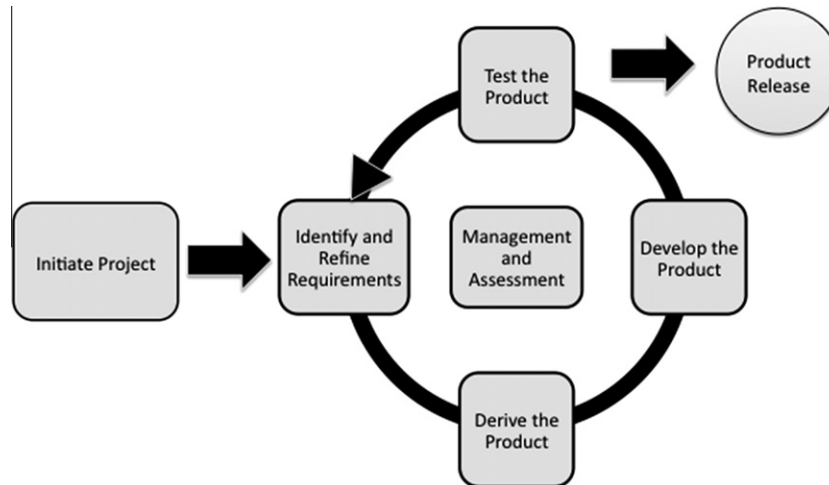 Test the
Product
Product
Release
Initiate Project
Identify and
Refine
Requirements
Management
and
Assessment
Develop the
Product
Derive the
Product